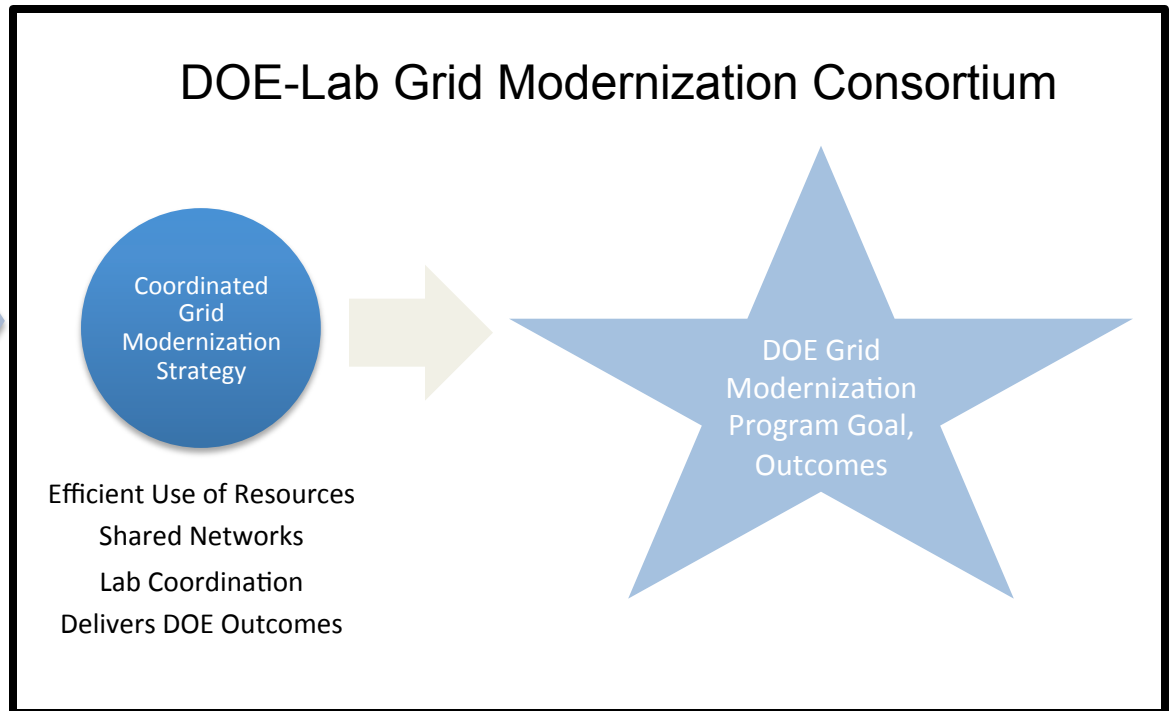 DOE-Lab Grid Modernization Consortium
Coordinated
Grid
Modernization
Strategy
Efficient Use of Resources
Shared Networks
Lab Coordination
Delivers DOE Outcomes
DOE Grid
Modernization
Program Goal,
Outcomes